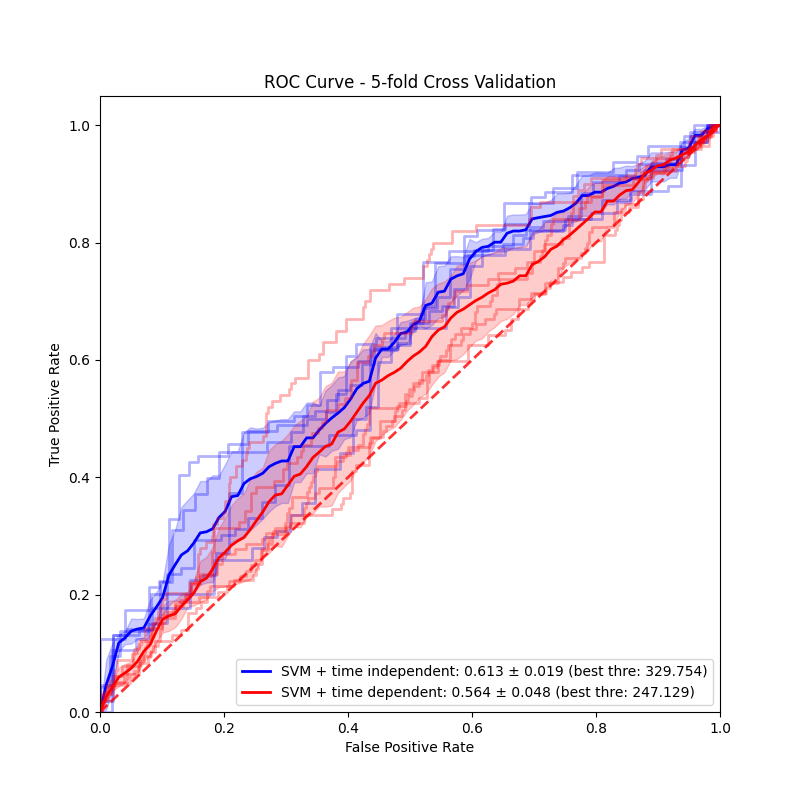 ROC Curve - 5-fold Cross Validation
True Positive Rate
1.0
0.8
0.6
0.4
0.2
0.0
SVM + time independent: 0.613 ± 0.019 (best thre: 329.754)
SVM + time dependent: 0.564 ± 0.048 (best thre: 247.129)
0.0 0.2 0.4 0.6 0.8 1.0
False Positive Rate